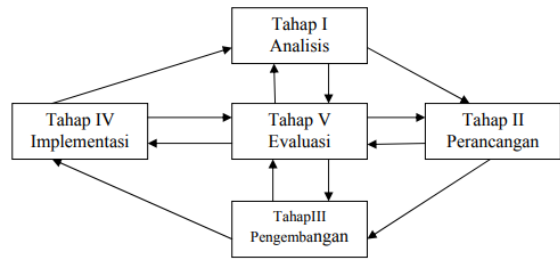 Tahap I
Analisis
Tahap IV
Implementasi
Tahap V
Evaluasi
Tahap II
Perancangan
TahapIII
Pengembangan